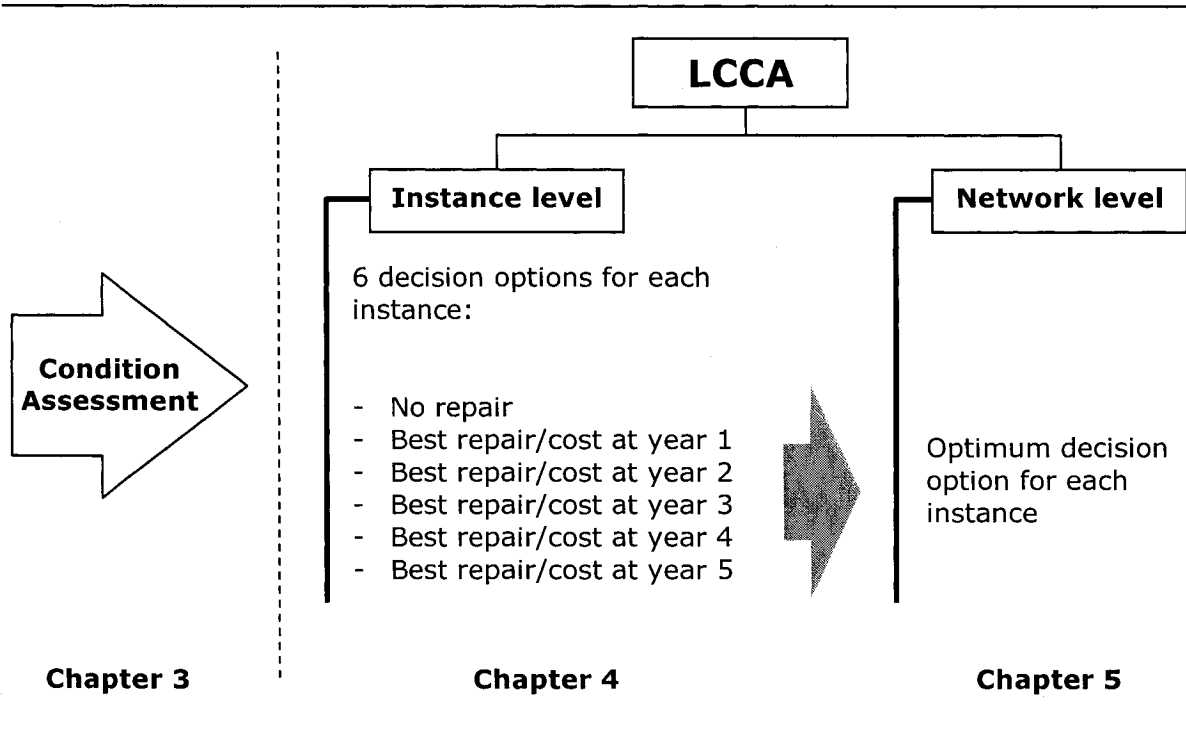 LCCA
Instance level
Network level
6 decision options for each
instance:
Condition
Assessment
- No repair
- Best repair/cost at year 1
- Best repair/cost at year 2
- Best repair/cost at year 3
- Best repair/cost at year 4
- Best repair/cost at year 5
Optimum decision
option for each
instance
Chapter 3
Chapter 4
Chapter 5